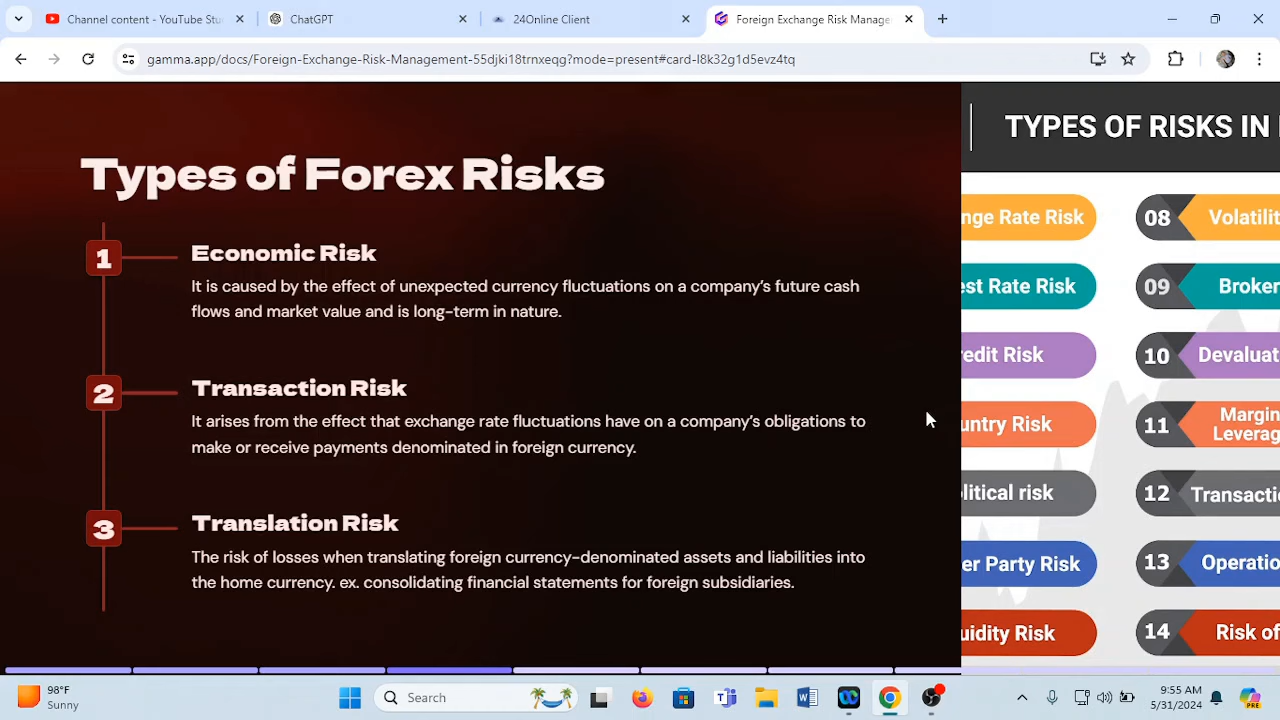 Channel content - YouTube Stu
ChatGPT
24Online Client
Foreign Exchange Risk Manage
gamma.app/docs/Foreign-Exchange-Risk-Management-55djki18trnxeqg?mode=present#card-l8k32g1d5evz4tq
Types of Forex Risks
1
Economic Risk
It is caused by the effect of unexpected currency fluctuations on a company's future cash
flows and market value and is long-term in nature.
2
Transaction Risk
It arises from the effect that exchange rate fluctuations have on a company's obligations to
make or receive payments denominated in foreign currency.
3
Translation Risk
The risk of losses when translating foreign currency-denominated assets and liabilities into
the home currency. ex. consolidating financial statements for foreign subsidiaries.
TYPES OF RISKS IN
nge Rate Risk
08 Volatilit
est Rate Risk
09 Broker
redit Risk
10 Devaluat
untry Risk
11 Margin
Leverag
litical risk
12 Transactio
er Party Risk
13 Operatio
uidity Risk
14 Risk of
98°F
Sunny
Search
PRE
9:55 AM
5/31/2024